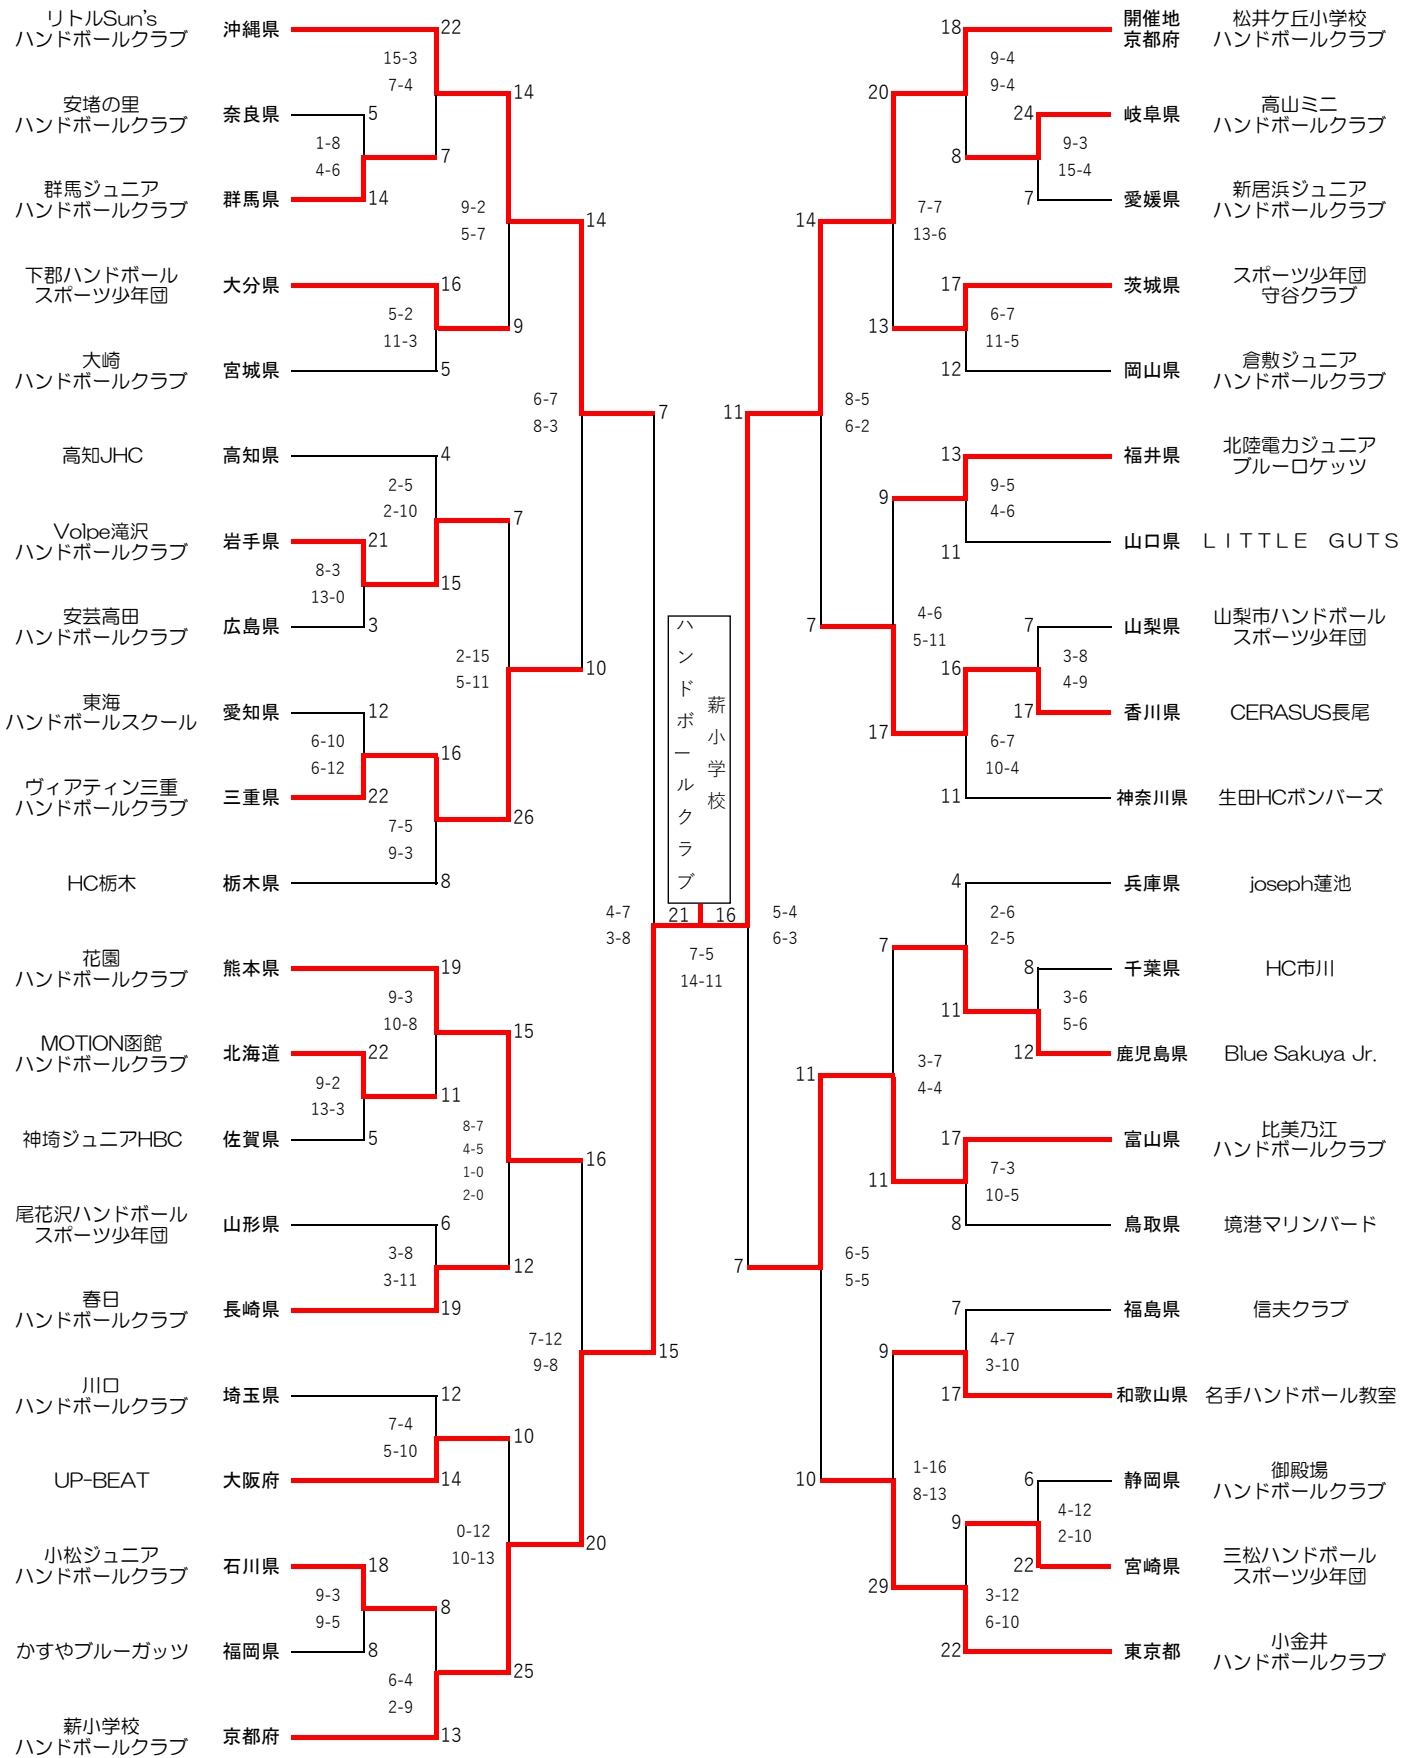 リトルSun's
ハンドボールクラブ
沖縄県
22
15-3
7-4
14
安堵の里
ハンドボールクラブ
奈良県
5
1-8
4-6
7
群馬ジュニア
ハンドボールクラブ
群馬県
14
9-2
5-7
14
下郡ハンドボール
スポーツ少年団
大分県
16
5-2
11-3
9
大崎
ハンドボールクラブ
宮城県
5
6-7
8-3
7
高知JHC
高知県
4
2-5
2-10
7
Volpe滝沢
ハンドボールクラブ
岩手県
21
8-3
13-0
15
安芸高田
ハンドボールクラブ
広島県
3
2-15
5-11
10
東海
ハンドボールスクール
愛知県
12
6-10
6-12
16
ヴィアティン三重
ハンドボールクラブ
三重県
22
7-5
9-3
26
HC栃木
栃木県
8
4-7
3-8
花園
ハンドボールクラブ
熊本県
19
9-3
10-8
15
MOTION函館
ハンドボールクラブ
北海道
22
9-2
13-3
11
神埼ジュニアHBC
佐賀県
5
8-7
4-5
1-0
2-0
16
尾花沢ハンドボール
スポーツ少年団
山形県
6
3-8
3-11
12
春日
ハンドボールクラブ
長崎県
19
7-12
9-8
15
川口
ハンドボールクラブ
埼玉県
12
7-4
5-10
10
UP-BEAT
大阪府
14
0-12
10-13
20
小松ジュニア
ハンドボールクラブ
石川県
18
9-3
9-5
8
かすやブルーガッツ
福岡県
8
6-4
2-9
25
薪小学校
ハンドボールクラブ
京都府
13
薪小学校
ハンドボールクラブ
21
16
7-5
14-11
18
開催地
京都府
松井ケ丘小学校
ハンドボールクラブ
9-4
9-4
20
24
岐阜県
高山ミニ
ハンドボールクラブ
9-3
15-4
8
7
愛媛県
新居浜ジュニア
ハンドボールクラブ
7-7
13-6
14
17
茨城県
スポーツ少年団
守谷クラブ
6-7
11-5
13
12
岡山県
倉敷ジュニア
ハンドボールクラブ
8-5
6-2
11
13
福井県
北陸電力ジュニア
ブルーロケッツ
9-5
4-6
9
11
山口県
ＬＩＴＴＬＥ　ＧＵＴＳ
4-6
5-11
7
7
山梨県
山梨市ハンドボール
スポーツ少年団
3-8
4-9
16
17
香川県
CERASUS長尾
6-7
10-4
17
11
神奈川県
生田HCボンバーズ
5-4
6-3
4
兵庫県
joseph蓮池
2-6
2-5
7
8
千葉県
HC市川
3-6
5-6
11
12
鹿児島県
Blue Sakuya Jr.
3-7
4-4
11
17
富山県
比美乃江
ハンドボールクラブ
7-3
10-5
11
8
鳥取県
境港マリンバード
6-5
5-5
7
7
福島県
信夫クラブ
4-7
3-10
9
17
和歌山県
名手ハンドボール教室
1-16
8-13
10
6
静岡県
御殿場
ハンドボールクラブ
4-12
2-10
9
22
宮崎県
三松ハンドボール
スポーツ少年団
3-12
6-10
29
22
東京都
小金井
ハンドボールクラブ